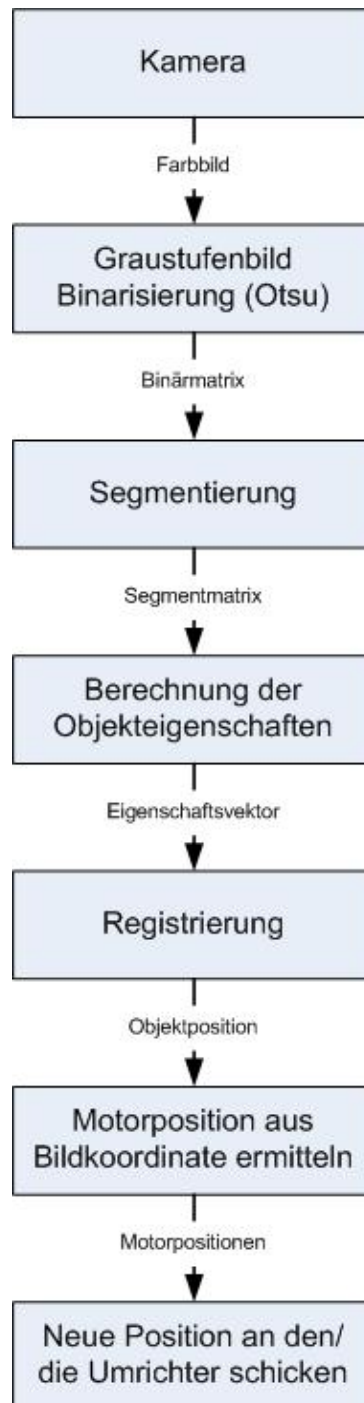 Kamera
Farbbild
Graustufenbild
Binarisierung (Otsu)
Binärmatrix
Segmentierung
Segmentmatrix
Berechnung der
Objekteigenschaften
Eigenschaftsvektor
Registrierung
Objektposition
Motorposition aus
Bildkoordinate ermitteln
Motorpositionen
Neue Position an den/
die Umrichter schicken